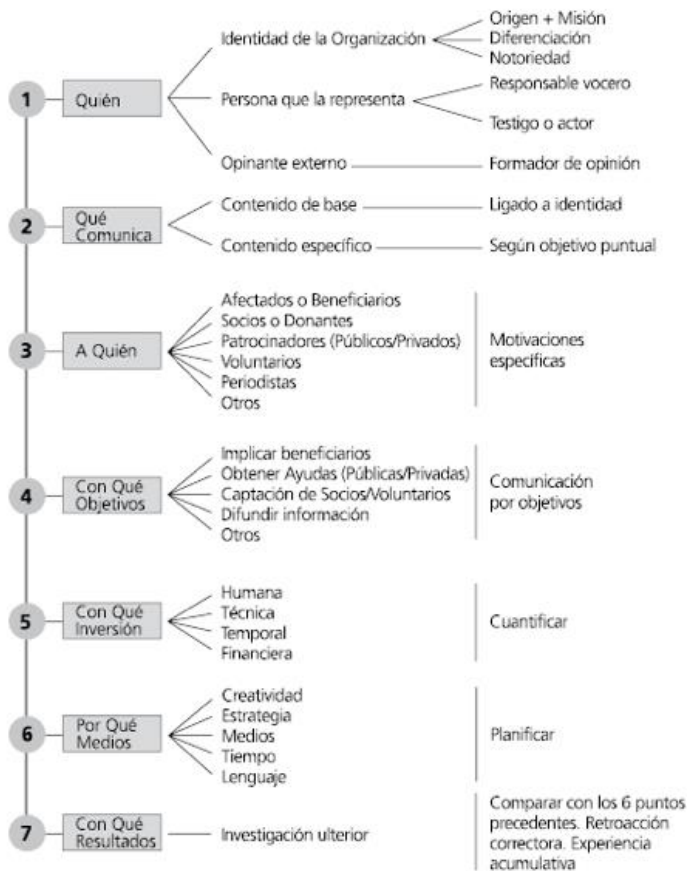 1
Quién
Identidad de la Organización
Origen + Misión
Diferenciación
Notoriedad
Persona que la representa
Responsable vocero
Testigo o actor
Opinante externo
Formador de opinión
2
Qué
Comunica
Contenido de base
Ligado a identidad
Contenido específico
Según objetivo puntual
3
A Quién
Afectados o Beneficiarios
Socios o Donantes
Patrocinadores (Públicos/Privados)
Voluntarios
Periodistas
Otros
Motivaciones
específicas
4
Con Qué
Objetivos
Implicar beneficiarios
Obtener Ayudas (Públicas/Privadas)
Captación de Socios/Voluntarios
Difundir información
Otros
Comunicación
por objetivos
5
Con Qué
Inversión
Humana
Técnica
Temporal
Financiera
Cuantificar
6
Por Qué
Medios
Creatividad
Estrategia
Medios
Tiempo
Lenguaje
Planificar
7
Con Qué
Resultados
Investigación ulterior
Comparar con los 6 puntos
precedentes. Retroacción
correctora. Experiencia
acumulativa